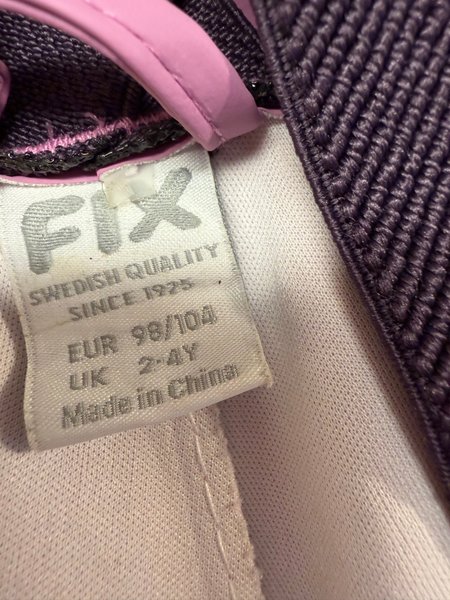 FIX
SWEDISH QUALITY
SINCE 1925
EUR 98/104
UK 2-4Y
Made in China